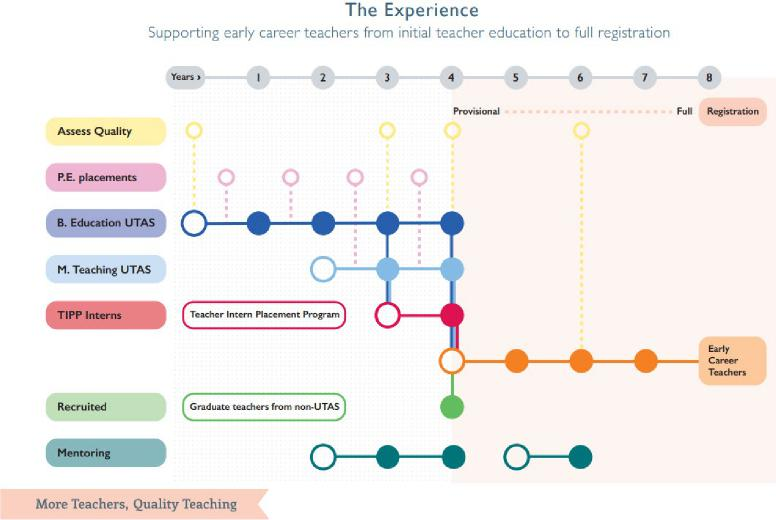 The Experience
Supporting early career teachers from initial teacher education to full registration
Years › 1 2 3 4 5 6 7 8
Provisional Full Registration
Assess Quality
P.E. placements
B. Education UTAS
M. Teaching UTAS
TIPP Interns Teacher Intern Placement Program
Early
Career
Teachers
Recruited Graduate teachers from non-UTAS
Mentoring
More Teachers, Quality Teaching